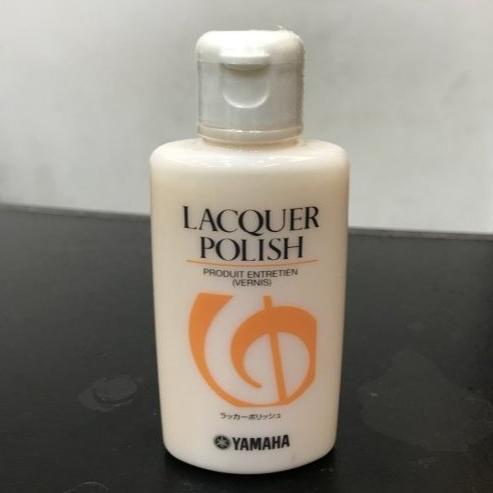 LACQUER
POLISH
PRODUIT ENTRETIEN
(VERNIS)
ラッカーポリッシュ
YAMAHA